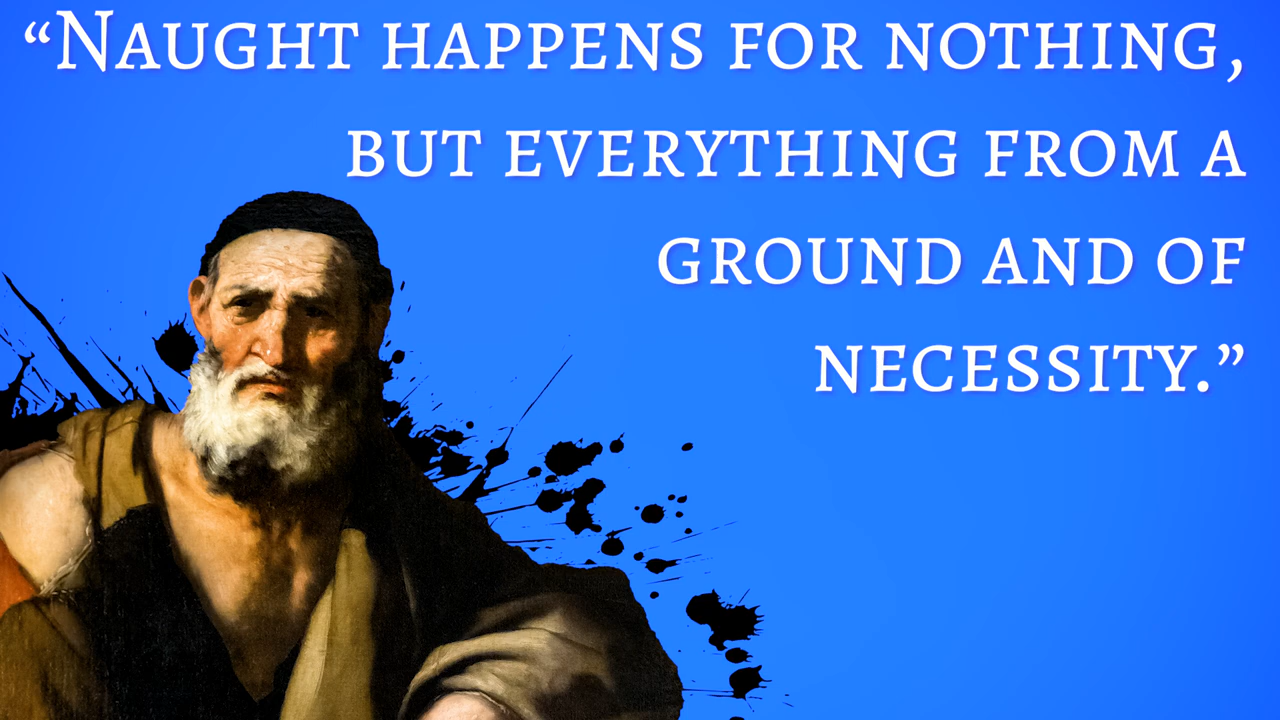 “Naught happens for nothing,
but everything from a
ground and of
necessity.”